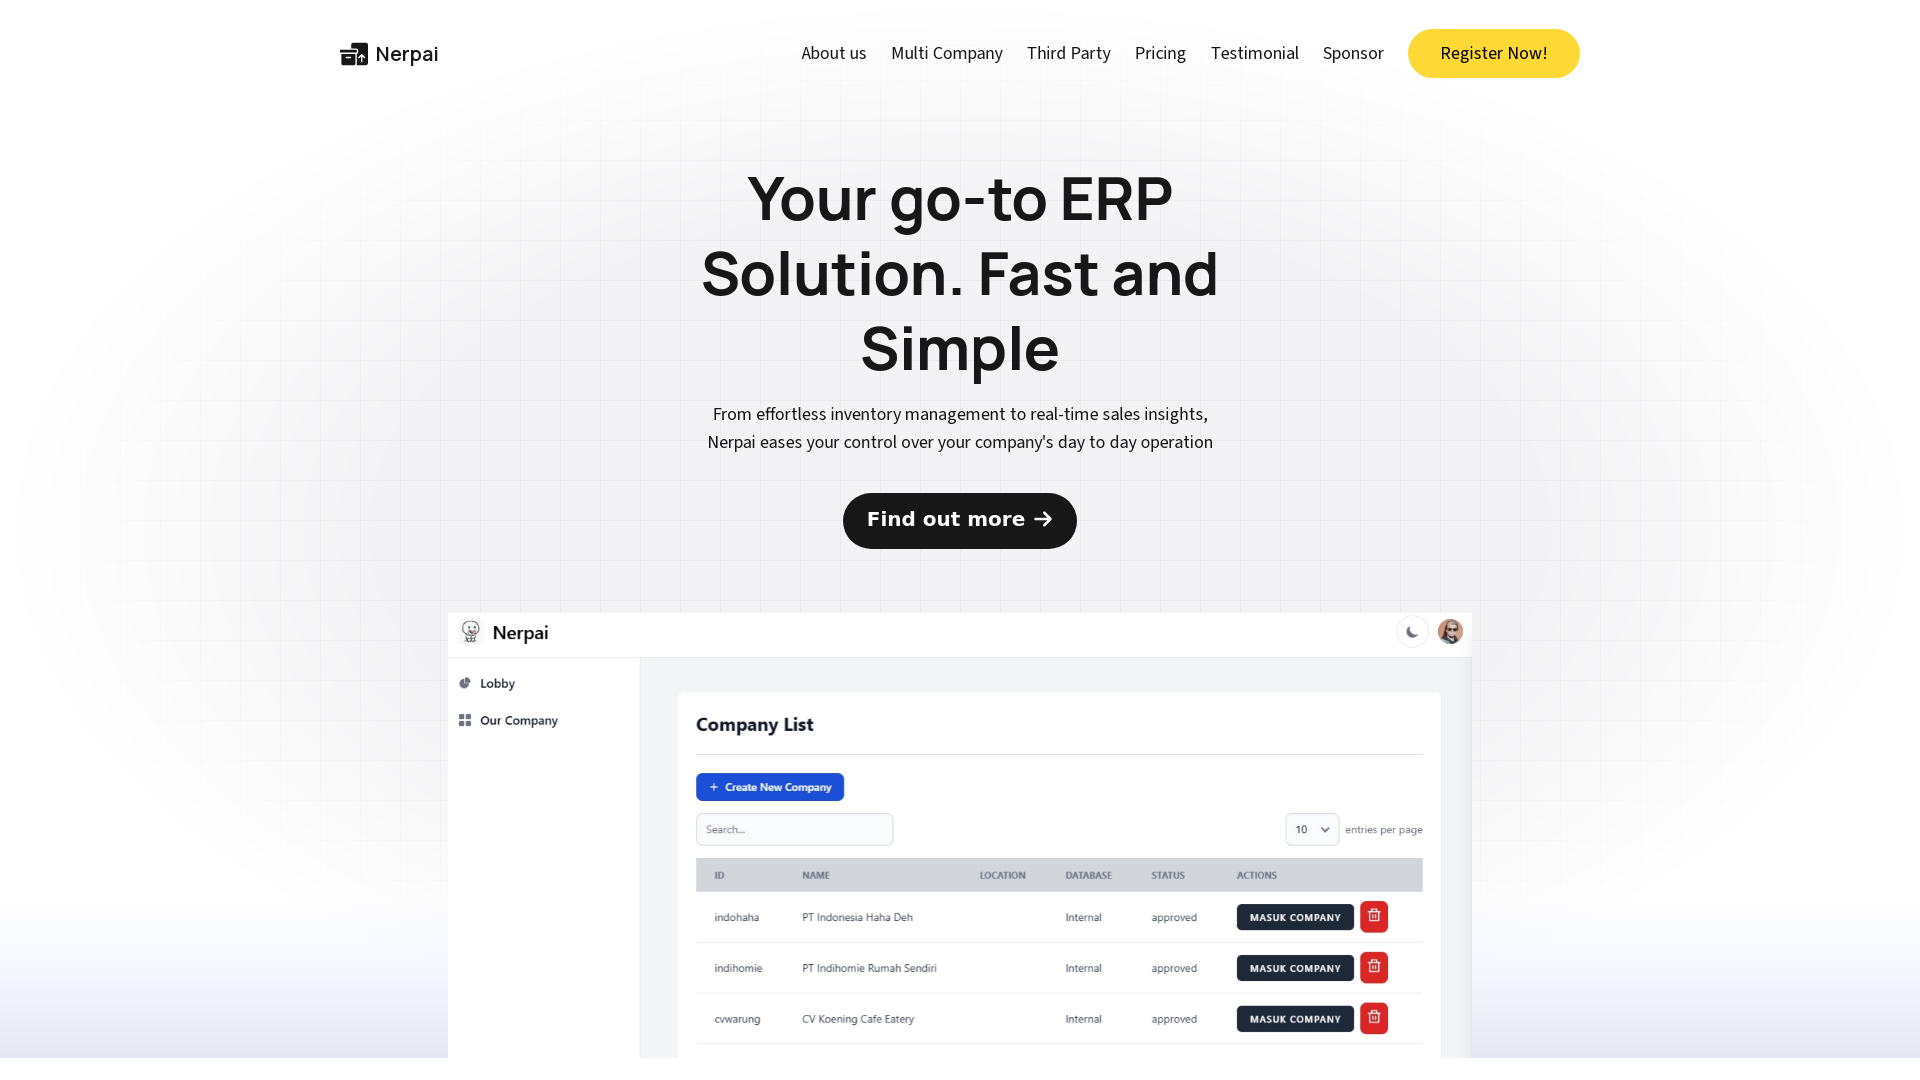 Nerpai
About us Multi Company Third Party Pricing Testimonial Sponsor Register Now!
Your go-to ERP
Solution. Fast and
Simple
From effortless inventory management to real-time sales insights,
Nerpai eases your control over your company's day to day operation
Find out more →
Nerpai
Lobby
Our Company
Company List
+ Create New Company
Search...
10 entries per page
ID NAME LOCATION DATABASE STATUS ACTIONS
indohaha PT Indonesia Haha Deh Internal approved MASUK COMPANY
indihomie PT Indihomie Rumah Sendiri Internal approved MASUK COMPANY
cvwarung CV Koening Cafe Eatery Internal approved MASUK COMPANY